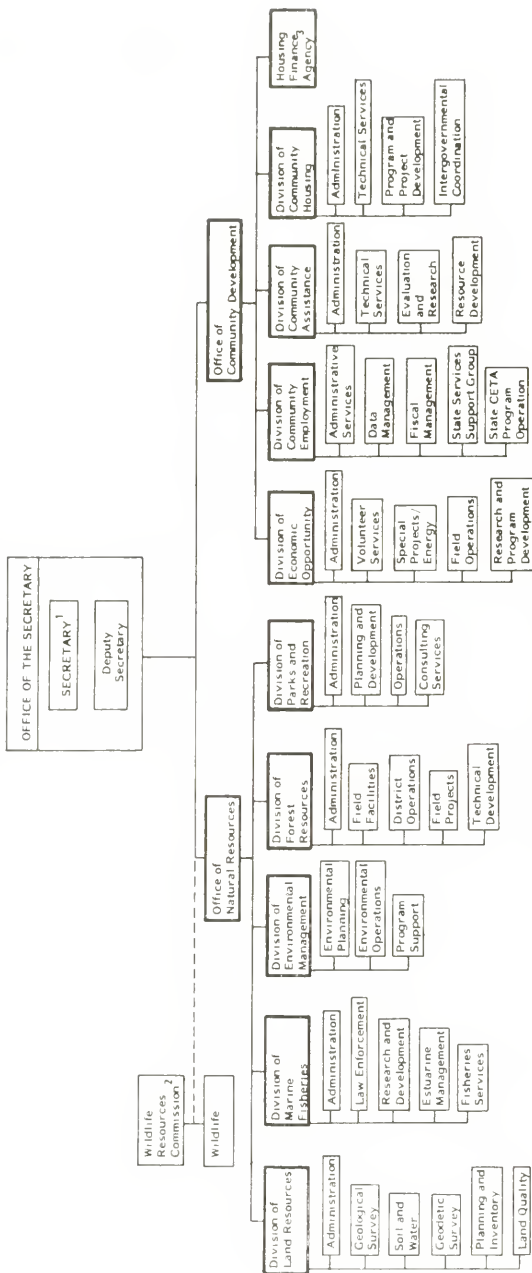 OFFICE OF THE SECRETARY
SECRETARY¹
Deputy
Secretary
Wildlife
Resources
Commission²
Wildlife
Office of
Natural Resources
Office of
Community Development
Division of
Land Resources
Administration
Geological
Survey
Soil and
Water
Geodetic
Survey
Planning and
Inventory
Land Quality
Division of
Marine
Fisheries
Administration
Law Enforcement
Research and
Development
Estuarine
Management
Fisheries
Services
Division of
Environmental
Management
Environmental
Planning
Environmental
Operations
Program
Support
Division of
Forest
Resources
Administration
Field
Facilities
District
Operations
Field
Projects
Technical
Development
Division of
Parks and
Recreation
Administration
Planning and
Development
Operations
Consulting
Services
Division of
Economic
Opportunity
Administration
Volunteer
Services
Special
Projects/
Energy
Field
Operations
Research and
Program
Development
Division of
Community
Employment
Administrative
Services
Data
Management
Fiscal
Management
State Services
Support Group
State CETA
Program
Operation
Division of
Community
Assistance
Administration
Technical
Services
Evaluation
and
Research
Resource
Development
Division of
Community
Housing
Administration
Technical Services
Program and
Project
Development
Intergovernmental
Coordination
Housing
Finance³
Agency